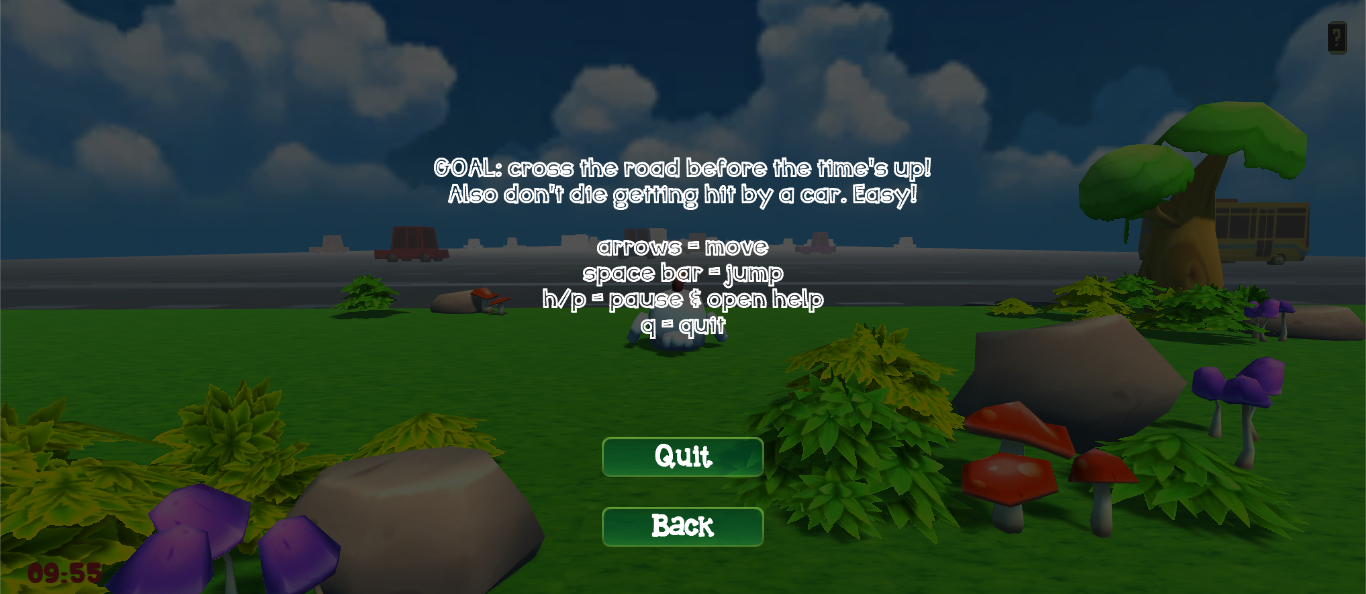 ?
GOAL: cross the road before the time's up!
Also don't die getting hit by a car. Easy!
arrows = move
space bar = jump
h/p = pause & open help
q = quit
Quit
Back
09:55